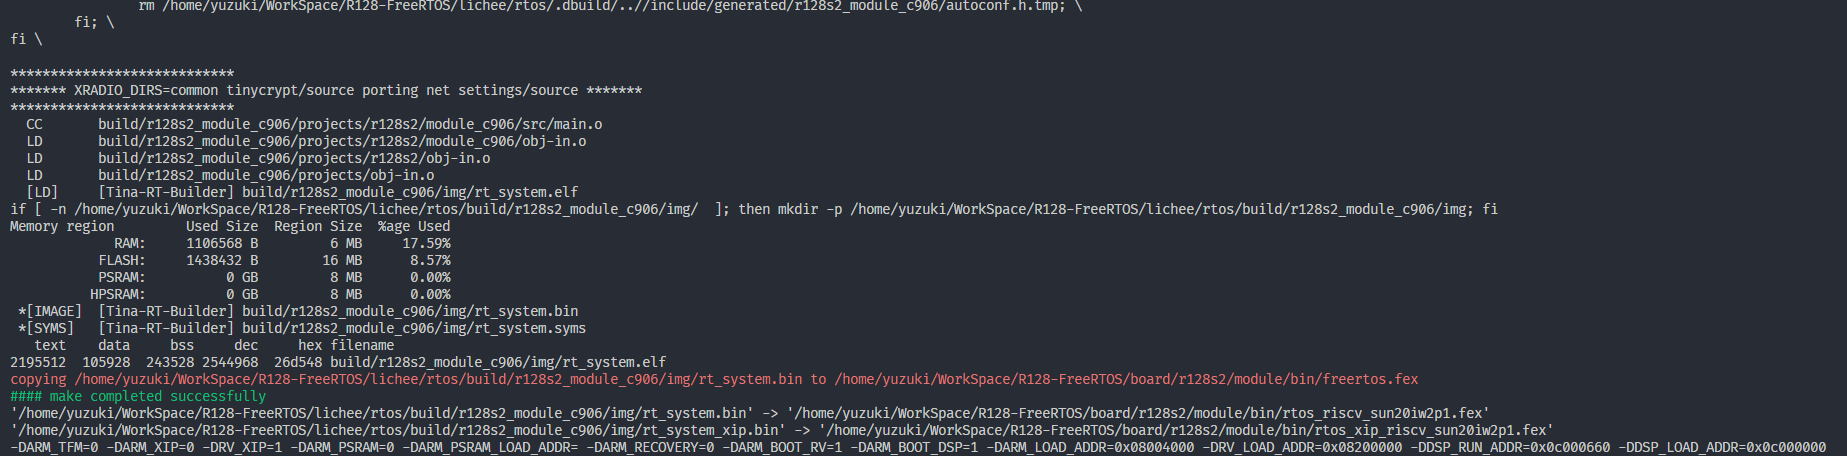 rm /home/yuzuki/WorkSpace/R128-FreeRTOS/lichee/rtos/.dbuild/..//include/generated/r128s2_module_c906/autoconf.h.tmp; \
fi; \
fi \
****************************
******* XRADIO_DIRS=common tinycrypt/source porting net settings/source *******
****************************
CC build/r128s2_module_c906/projects/r128s2/module_c906/src/main.o
LD build/r128s2_module_c906/projects/r128s2/module_c906/obj-in.o
LD build/r128s2_module_c906/projects/r128s2/obj-in.o
LD build/r128s2_module_c906/projects/obj-in.o
[LD] [Tina-RT-Builder] build/r128s2_module_c906/img/rt_system.elf
if [ -n /home/yuzuki/WorkSpace/R128-FreeRTOS/lichee/rtos/build/r128s2_module_c906/img/  ]; then mkdir -p /home/yuzuki/WorkSpace/R128-FreeRTOS/lichee/rtos/build/r128s2_module_c906/img; fi
Memory region Used Size Region Size %age Used
RAM: 1106568 B 6 MB 17.59%
FLASH: 1438432 B 16 MB 8.57%
PSRAM: 0 GB 8 MB 0.00%
HPSRAM: 0 GB 8 MB 0.00%
*[IMAGE] [Tina-RT-Builder] build/r128s2_module_c906/img/rt_system.bin
*[SYMS] [Tina-RT-Builder] build/r128s2_module_c906/img/rt_system.syms
text data bss dec hex filename
2195512 105928 243528 2544968 26d548 build/r128s2_module_c906/img/rt_system.elf
copying /home/yuzuki/WorkSpace/R128-FreeRTOS/lichee/rtos/build/r128s2_module_c906/img/rt_system.bin to /home/yuzuki/WorkSpace/R128-FreeRTOS/board/r128s2/module/bin/freertos.fex
#### make completed successfully
'/home/yuzuki/WorkSpace/R128-FreeRTOS/lichee/rtos/build/r128s2_module_c906/img/rt_system.bin' -> '/home/yuzuki/WorkSpace/R128-FreeRTOS/board/r128s2/module/bin/rtos_riscv_sun20iw2p1.fex'
'/home/yuzuki/WorkSpace/R128-FreeRTOS/lichee/rtos/build/r128s2_module_c906/img/rt_system_xip.bin' -> '/home/yuzuki/WorkSpace/R128-FreeRTOS/board/r128s2/module/bin/rtos_xip_riscv_sun20iw2p1.fex'
-DARM_TFM=0 -DARM_XIP=0 -DRV_XIP=1 -DARM_PSRAM=0 -DARM_PSRAM_LOAD_ADDR= -DARM_RECOVERY=0 -DARM_BOOT_RV=1 -DARM_BOOT_DSP=1 -DARM_LOAD_ADDR=0x08004000 -DRV_LOAD_ADDR=0x08200000 -DDSP_RUN_ADDR=0x0c000660 -DDSP_LOAD_ADDR=0x0c000000